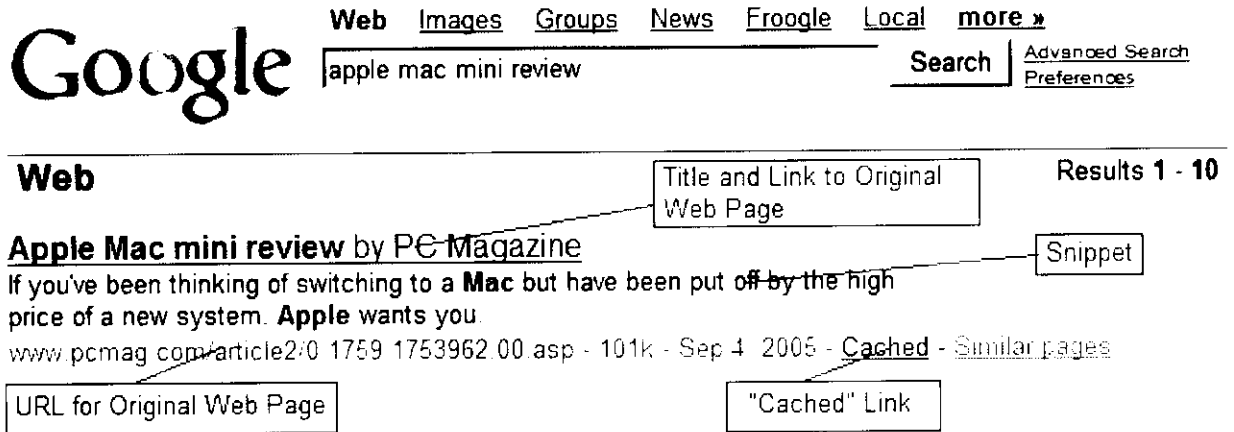 Google
Web Images Groups News Froogle Local more »
apple mac mini review Search Advanced Search
Preferences
Web Results 1 - 10
Title and Link to Original
Web Page
Apple Mac mini review by PC Magazine
Snippet
If you've been thinking of switching to a Mac but have been put off by the high
price of a new system. Apple wants you.
www.pcmag.com/article2/0 1759 1753962.00.asp - 101k - Sep 4 2005 - Cached - Similar pages
URL for Original Web Page "Cached" Link